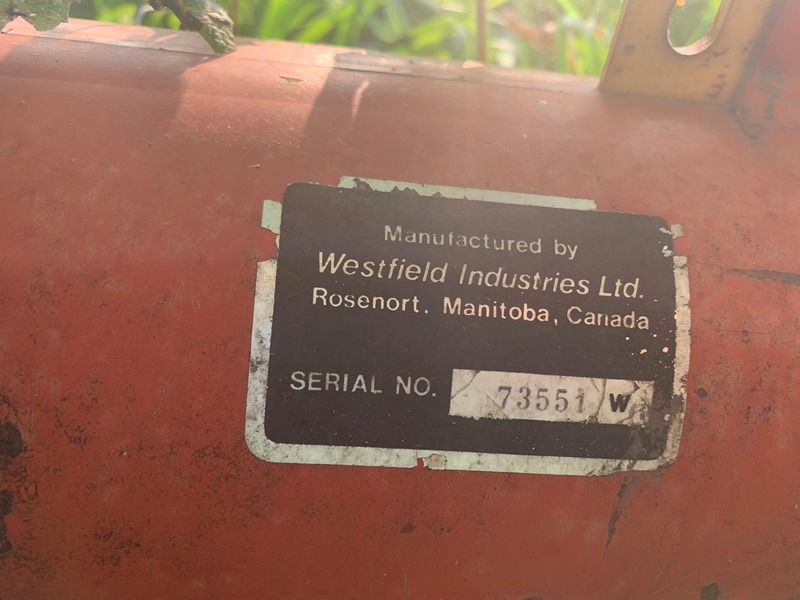 Manufactured by
Westfield Industries Ltd.
Rosenort, Manitoba, Canada
SERIAL NO. 73551 W